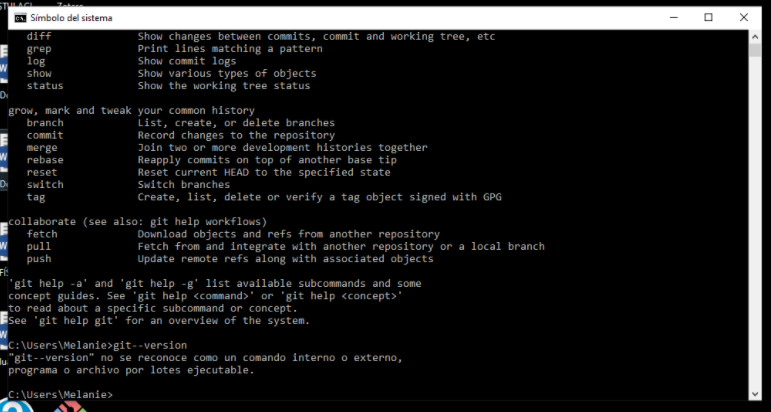 Símbolo del sistema
diff Show changes between commits, commit and working tree, etc
grep Print lines matching a pattern
log Show commit logs
show Show various types of objects
status Show the working tree status
grow, mark and tweak your common history
branch List, create, or delete branches
commit Record changes to the repository
merge Join two or more development histories together
rebase Reapply commits on top of another base tip
reset Reset current HEAD to the specified state
switch Switch branches
tag Create, list, delete or verify a tag object signed with GPG
collaborate (see also: git help workflows)
fetch Download objects and refs from another repository
pull Fetch from and integrate with another repository or a local branch
push Update remote refs along with associated objects
'git help -a' and 'git help -g' list available subcommands and some
concept guides. See 'git help <command>' or 'git help <concept>'
to read about a specific subcommand or concept.
See 'git help git' for an overview of the system.
C:\Users\Melanie>git--version
"git--version" no se reconoce como un comando interno o externo,
programa o archivo por lotes ejecutable.
C:\Users\Melanie>